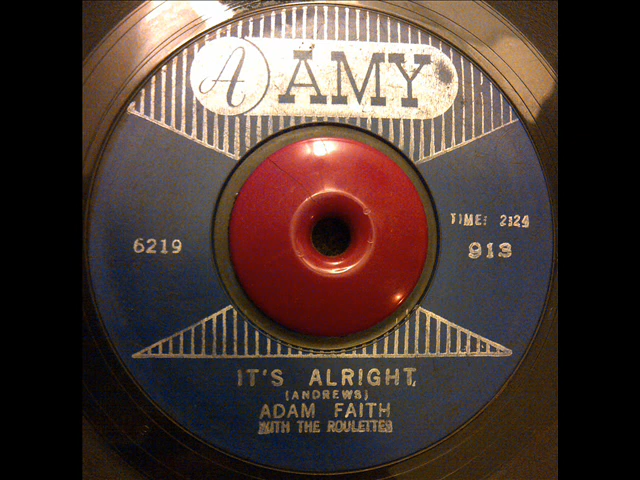 A AMY
TIME: 2:24
6219
913
IT'S ALRIGHT
(ANDREWS)
ADAM FAITH
WITH THE ROULETTES